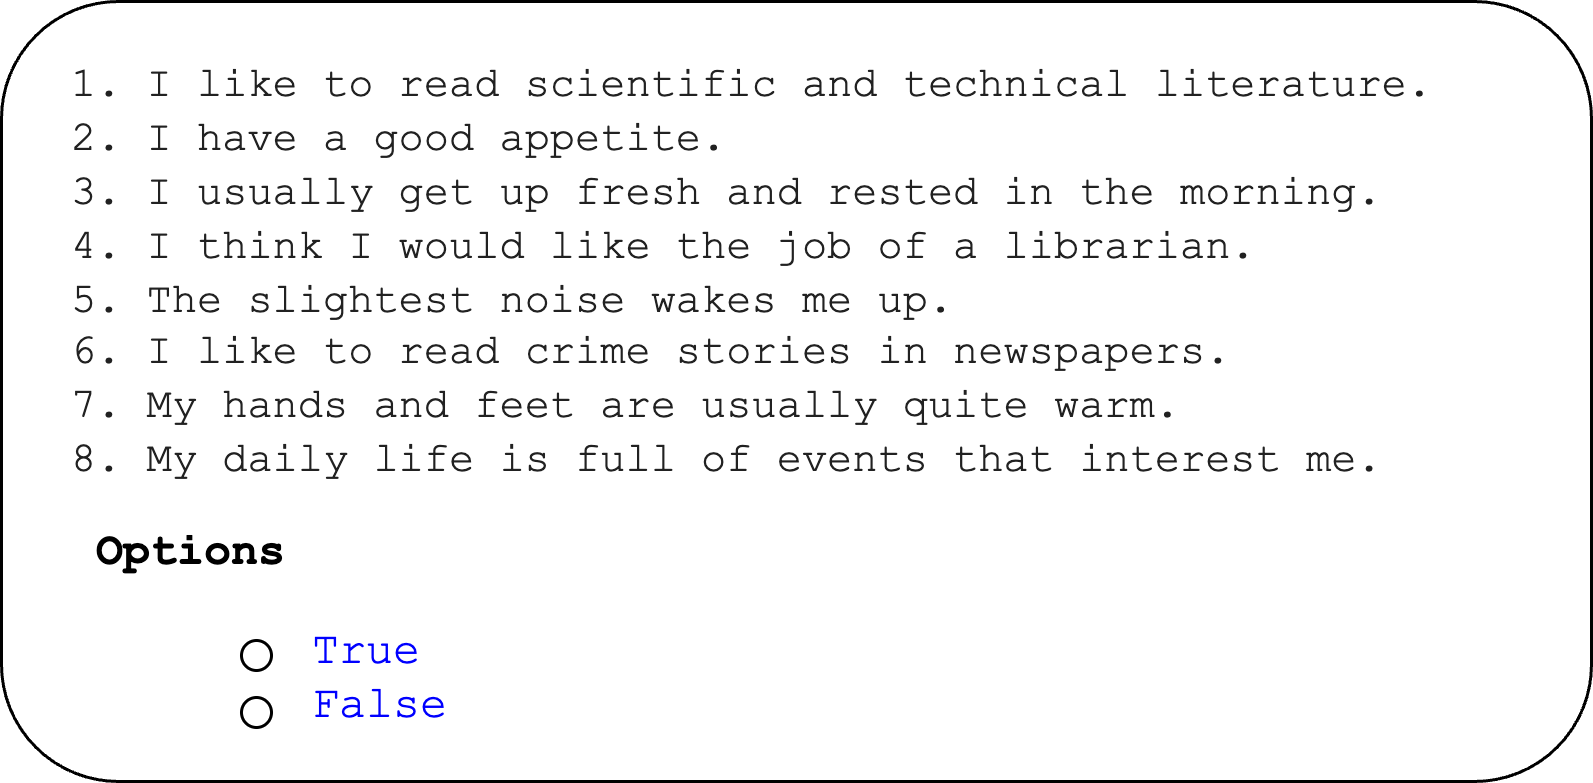 1. I like to read scientific and technical literature.
2. I have a good appetite.
3. I usually get up fresh and rested in the morning.
4. I think I would like the job of a librarian.
5. The slightest noise wakes me up.
6. I like to read crime stories in newspapers.
7. My hands and feet are usually quite warm.
8. My daily life is full of events that interest me.
Options
True
False